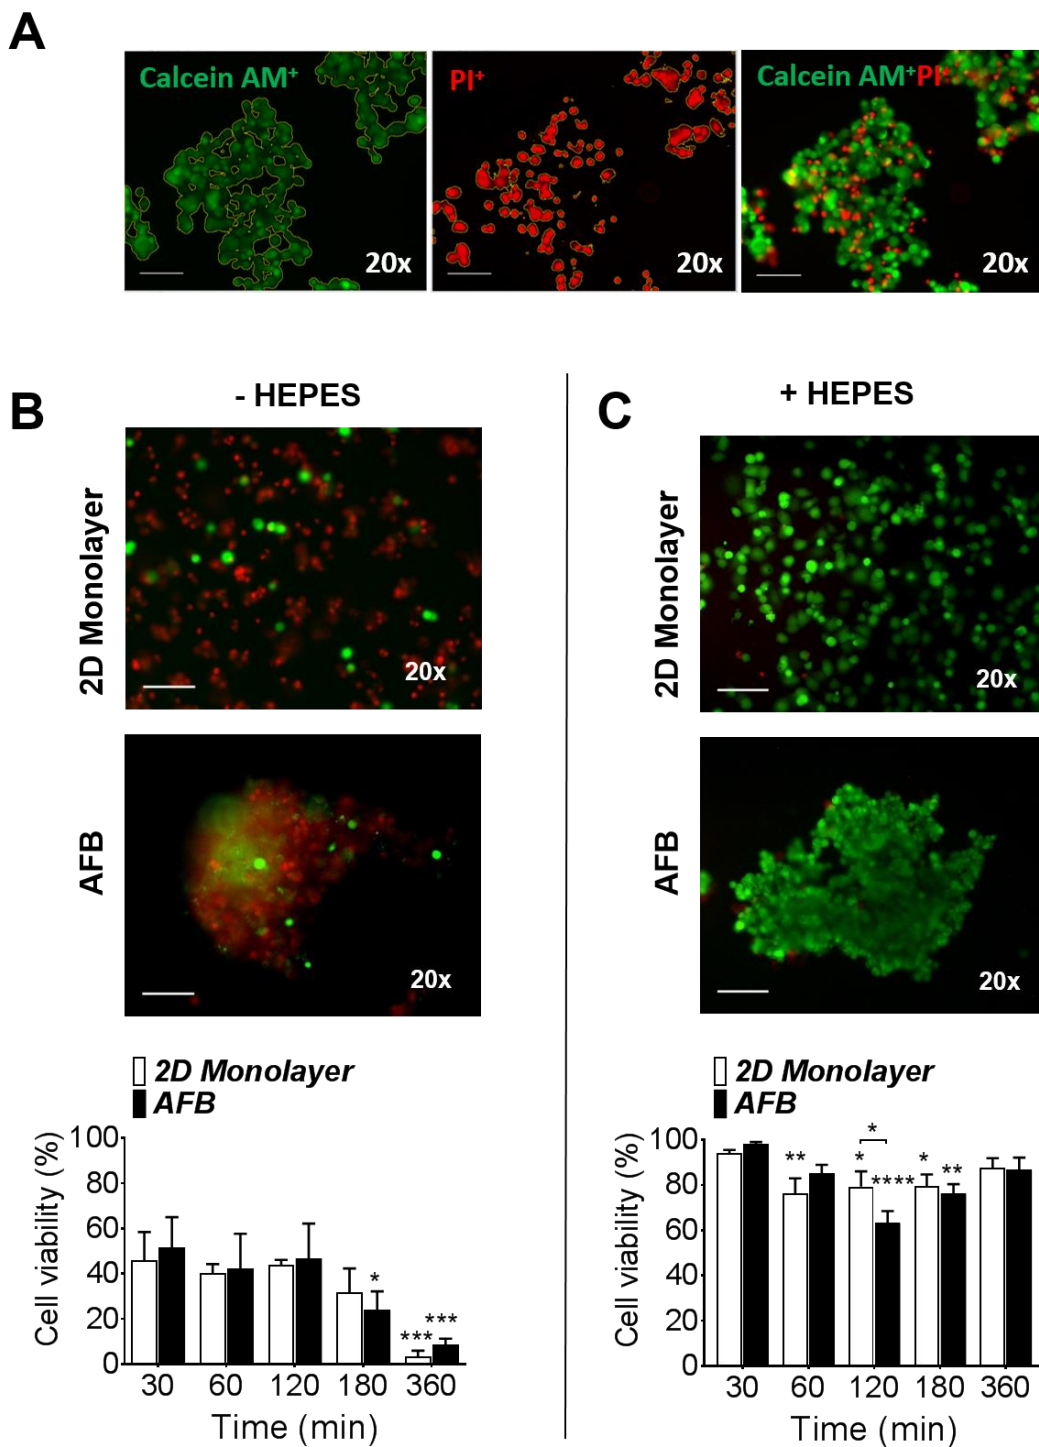 A
Calcein AM⁺
PI⁺
Calcein AM⁺PI⁺
20x
20x
20x
B
- HEPES
C
+ HEPES
2D Monolayer
20x
2D Monolayer
20x
AFB
20x
AFB
20x
2D Monolayer
AFB
2D Monolayer
AFB
Cell viability (%)
100
80
60
40
20
0
*
***
***
30 60 120 180 360
Time (min)
Cell viability (%)
100
80
60
40
20
0
*
**
*
****
*
**
30 60 120 180 360
Time (min)